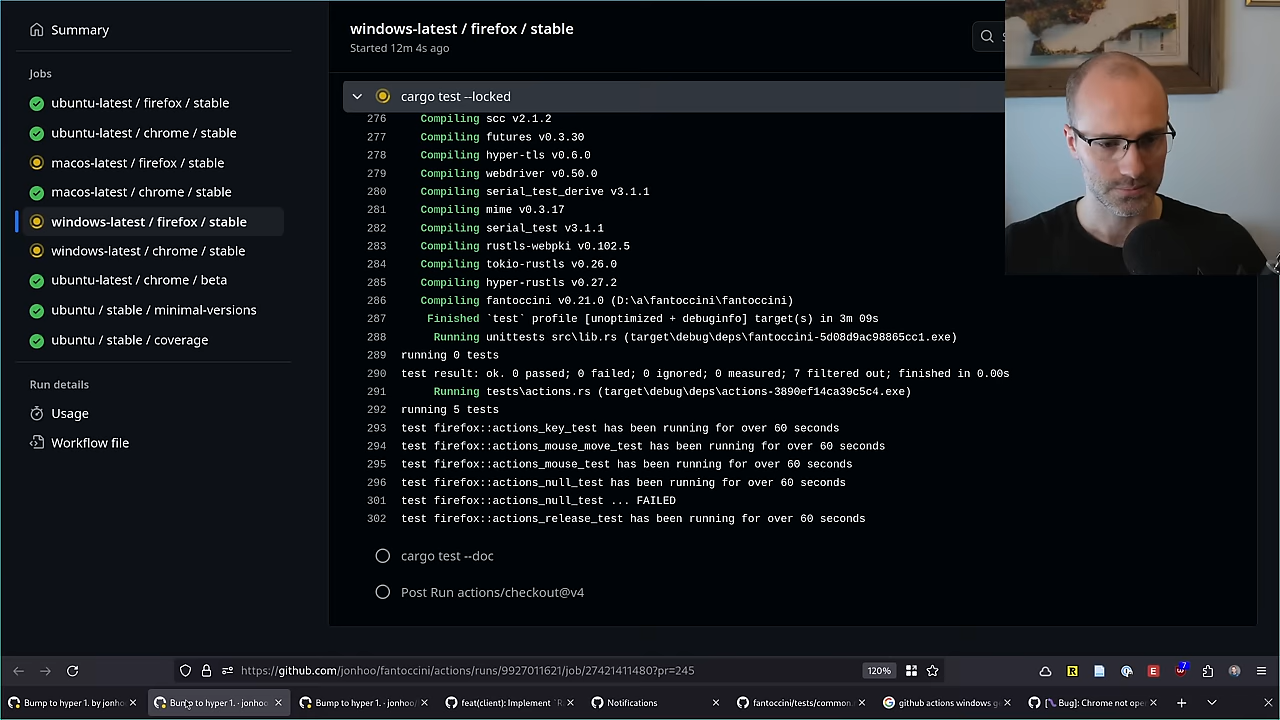 Summary
Jobs
ubuntu-latest / firefox / stable
ubuntu-latest / chrome / stable
macos-latest / firefox / stable
macos-latest / chrome / stable
windows-latest / firefox / stable
windows-latest / chrome / stable
ubuntu-latest / chrome / beta
ubuntu / stable / minimal-versions
ubuntu / stable / coverage
Run details
Usage
Workflow file
windows-latest / firefox / stable
Started 12m 4s ago
S
cargo test --locked
276 Compiling scc v2.1.2
277 Compiling futures v0.3.30
278 Compiling hyper-tls v0.6.0
279 Compiling webdriver v0.50.0
280 Compiling serial_test_derive v3.1.1
281 Compiling mime v0.3.17
282 Compiling serial_test v3.1.1
283 Compiling rustls-webpki v0.102.5
284 Compiling tokio-rustls v0.26.0
285 Compiling hyper-rustls v0.27.2
286 Compiling fantoccini v0.21.0 (D:\a\fantoccini\fantoccini)
287 Finished `test` profile [unoptimized + debuginfo] target(s) in 3m 09s
288 Running unittests src\lib.rs (target\debug\deps\fantoccini-5d08d9ac98865cc1.exe)
289 running 0 tests
290 test result: ok. 0 passed; 0 failed; 0 ignored; 0 measured; 7 filtered out; finished in 0.00s
291 Running tests\actions.rs (target\debug\deps\actions-3890ef14ca39c5c4.exe)
292 running 5 tests
293 test firefox::actions_key_test has been running for over 60 seconds
294 test firefox::actions_mouse_move_test has been running for over 60 seconds
295 test firefox::actions_mouse_test has been running for over 60 seconds
296 test firefox::actions_null_test has been running for over 60 seconds
301 test firefox::actions_null_test ... FAILED
302 test firefox::actions_release_test has been running for over 60 seconds
cargo test --doc
Post Run actions/checkout@v4
https://github.com/jonhoo/fantoccini/actions/runs/9927011621/job/27421411480?pr=245
120%
R
E
7
Bump to hyper 1. by jonho
Bump to hyper 1. · jonhoo
Bump to hyper 1. · jonhoo/
feat(client): Implement `R
Notifications
fantoccini/tests/common.
github actions windows g
[Bug]: Chrome not ope